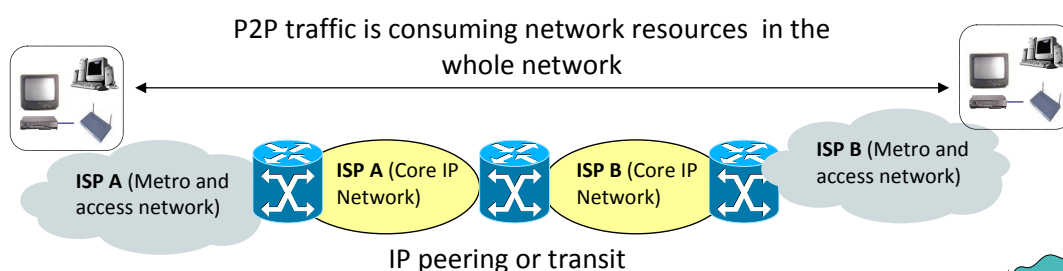 P2P traffic is consuming network resources in the
whole network
ISP A (Metro and
access network)
ISP A (Core IP
Network)
ISP B (Core IP
Network)
ISP B (Metro and
access network)
IP peering or transit